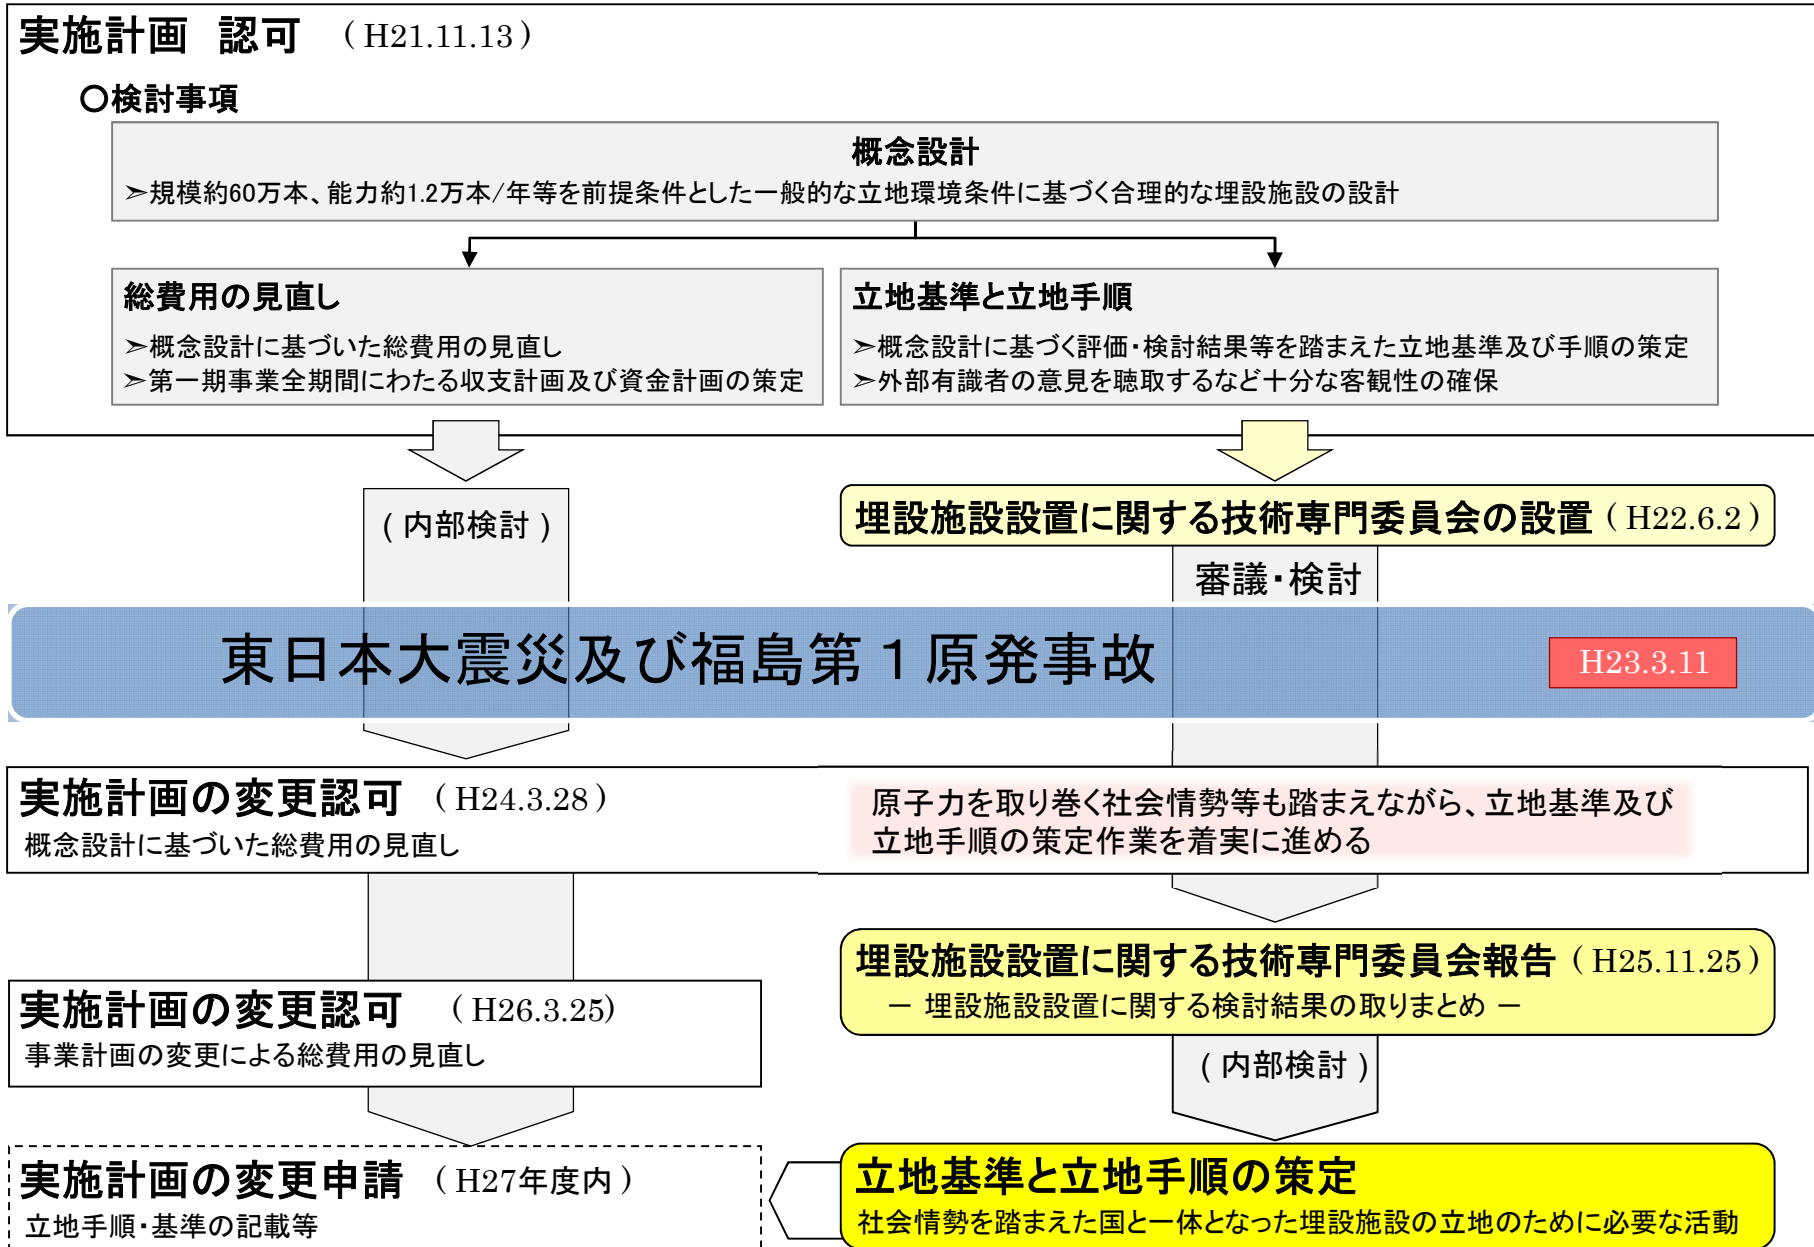 実施計画　認可　（H21.11.13）
○検討事項
概念設計
➢規模約60万本、能力約1.2万本/年等を前提条件とした一般的な立地環境条件に基づく合理的な埋設施設の設計
総費用の見直し
➢概念設計に基づいた総費用の見直し
➢第一期事業全期間にわたる収支計画及び資金計画の策定
立地基準と立地手順
➢概念設計に基づく評価・検討結果等を踏まえた立地基準及び手順の策定
➢外部有識者の意見を聴取するなど十分な客観性の確保
（内部検討）
埋設施設設置に関する技術専門委員会の設置（H22.6.2）
審議・検討
東日本大震災及び福島第１原発事故
H23.3.11
実施計画の変更認可　（H24.3.28）
概念設計に基づいた総費用の見直し
原子力を取り巻く社会情勢等も踏まえながら、立地基準及び
立地手順の策定作業を着実に進める
埋設施設設置に関する技術専門委員会報告（H25.11.25）
－ 埋設施設設置に関する検討結果の取りまとめ －
実施計画の変更認可　（H26.3.25)
事業計画の変更による総費用の見直し
（内部検討）
実施計画の変更申請　（H27年度内）
立地手順・基準の記載等
立地基準と立地手順の策定
社会情勢を踏まえた国と一体となった埋設施設の立地のために必要な活動